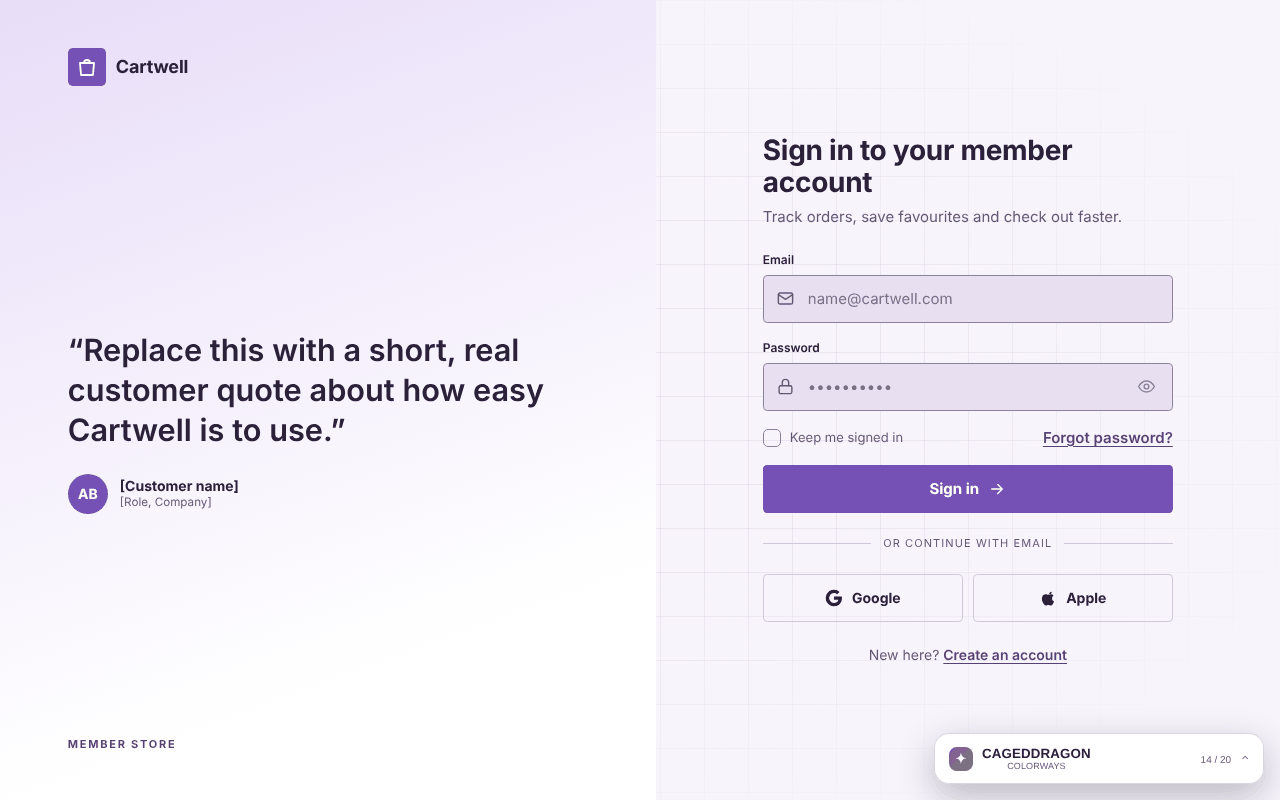 Cartwell
“Replace this with a short, real
customer quote about how easy
Cartwell is to use.”
AB
[Customer name]
[Role, Company]
MEMBER STORE
Sign in to your member
account
Track orders, save favourites and check out faster.
Email
name@cartwell.com
Password
Keep me signed in
Forgot password?
Sign in
OR CONTINUE WITH EMAIL
Google
Apple
New here? Create an account
CAGEDDRAGON
COLORWAYS
14 / 20